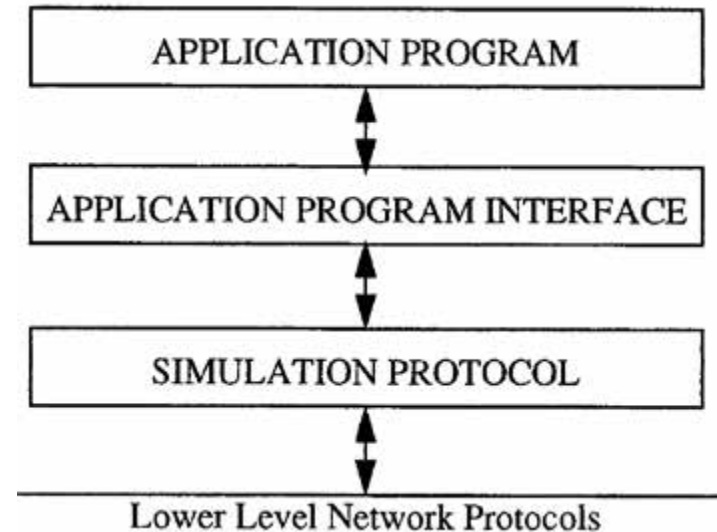 APPLICATION PROGRAM
APPLICATION PROGRAM INTERFACE
SIMULATION PROTOCOL
Lower Level Network Protocols